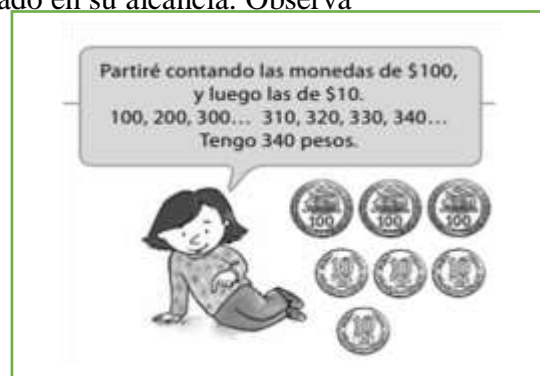 ado en su alcancía. Observa
Partiré contando las monedas de $100,
y luego las de $10.
100, 200, 300... 310, 320, 330, 340...
Tengo 340 pesos.
100 100 100
10 10 10
10